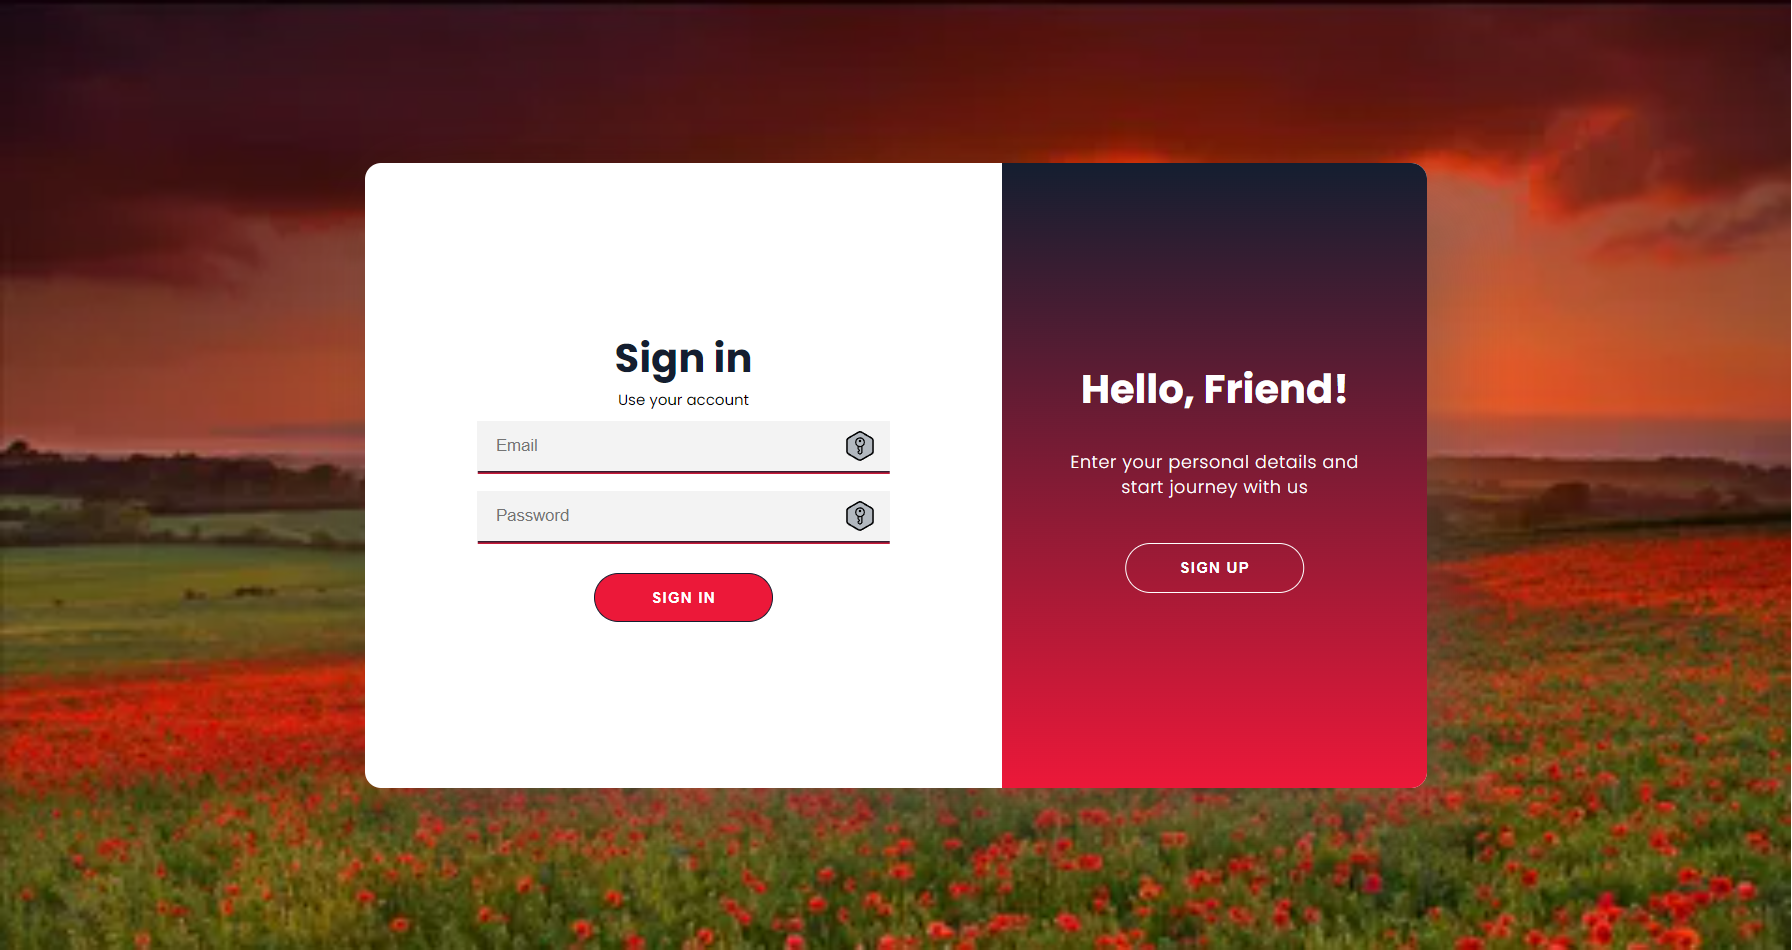 Sign in
Use your account
Email
Password
SIGN IN
Hello, Friend!
Enter your personal details and
start journey with us
SIGN UP